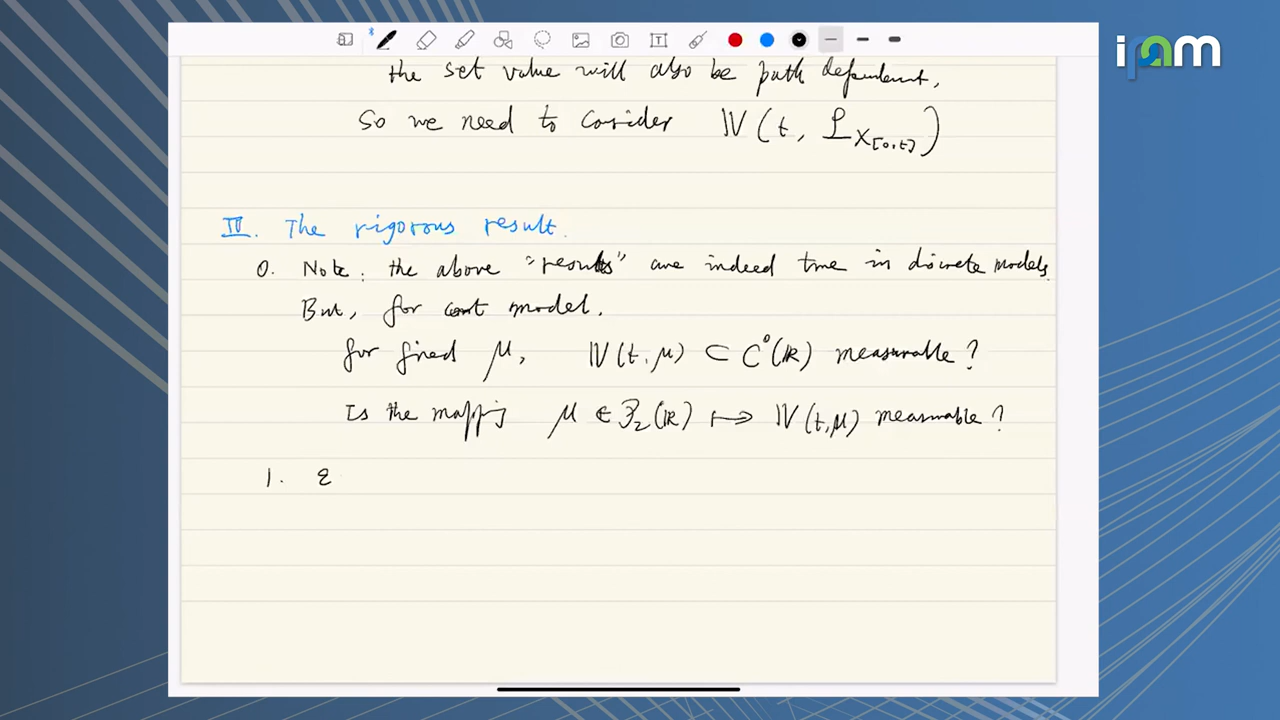 the set value will also be path dependent,
So we need to consider 𝕍(t, ℒ_{X_{[0,t]}})
IV. The rigorous result.
0. Note: the above "results" are indeed true in discrete models.
But, for cont model,
for fixed μ, 𝕍(t, μ) ⊂ C⁰(ℝ) measurable?
Is the mapping μ ∈ 𝒫₂(ℝ) ↦ 𝕍(t, μ) measurable?
1. ε
ipam